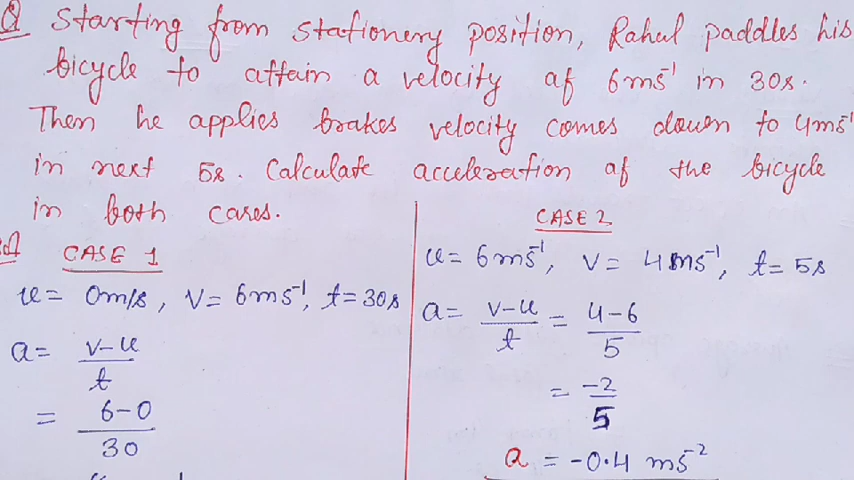 Q Starting from stationery position, Rahul paddles his
bicycle to attain a velocity of 6ms⁻¹ in 30s.
Then he applies brakes velocity comes down to 4ms⁻¹
in next 5s. Calculate acceleration of the bicycle
in both cases.
CASE 1
u = 0m/s, v = 6ms⁻¹, t = 30s
a = v-u/t
= 6-0/30
CASE 2
u = 6ms⁻¹, v = 4ms⁻¹, t = 5s
a = v-u/t = 4-6/5
= -2/5
a = -0.4 ms⁻²